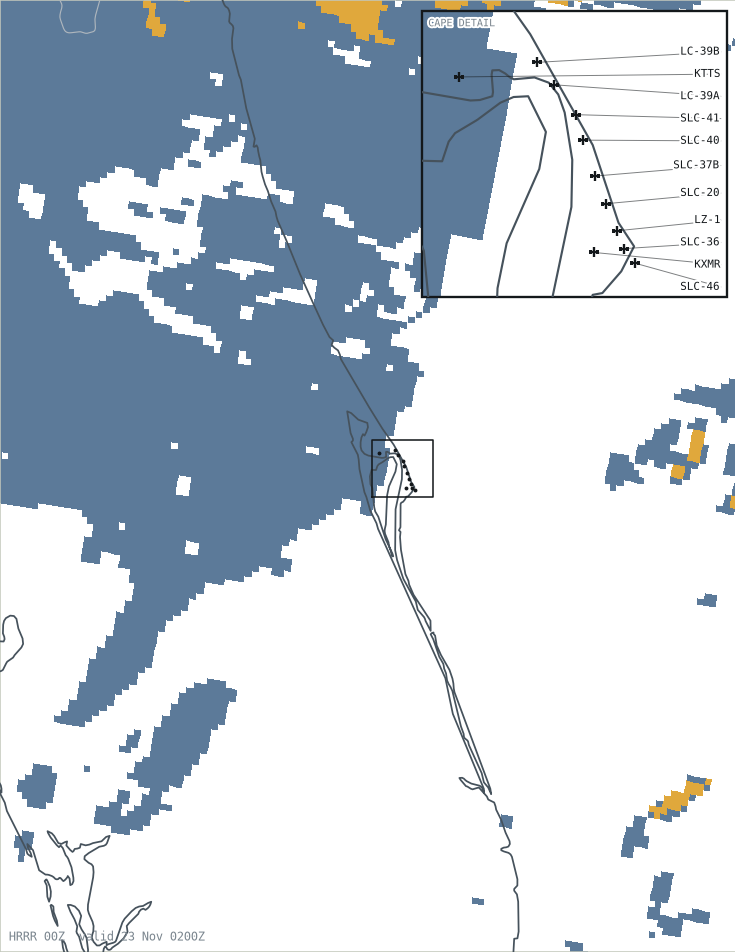 CAPE DETAIL
LC-39B
KTTS
LC-39A
SLC-41
SLC-40
SLC-37B
SLC-20
LZ-1
SLC-36
KXMR
SLC-46
HRRR 00Z valid 23 Nov 0200Z